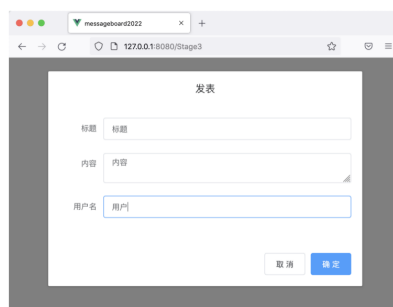 messageboard2022
127.0.0.1:8080/Stage3
发表
标题 标题
内容 内容
用户名 用户
取消 确定